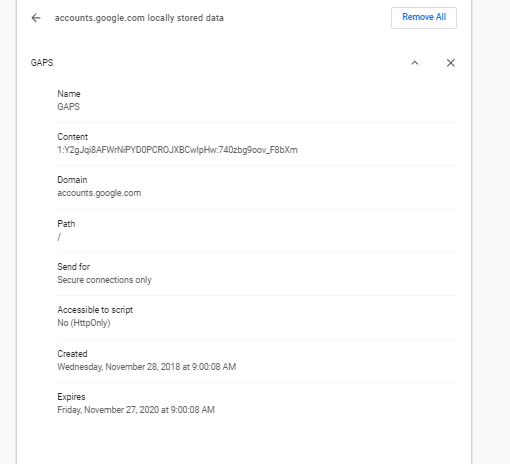 accounts.google.com locally stored data
Remove All
GAPS
Name
GAPS
Content
1:Y2gJqi8AFWrNiPYD0PCROJXBCwlpHw:740zbg9oov_F8bXm
Domain
accounts.google.com
Path
/
Send for
Secure connections only
Accessible to script
No (HttpOnly)
Created
Wednesday, November 28, 2018 at 9:00:08 AM
Expires
Friday, November 27, 2020 at 9:00:08 AM